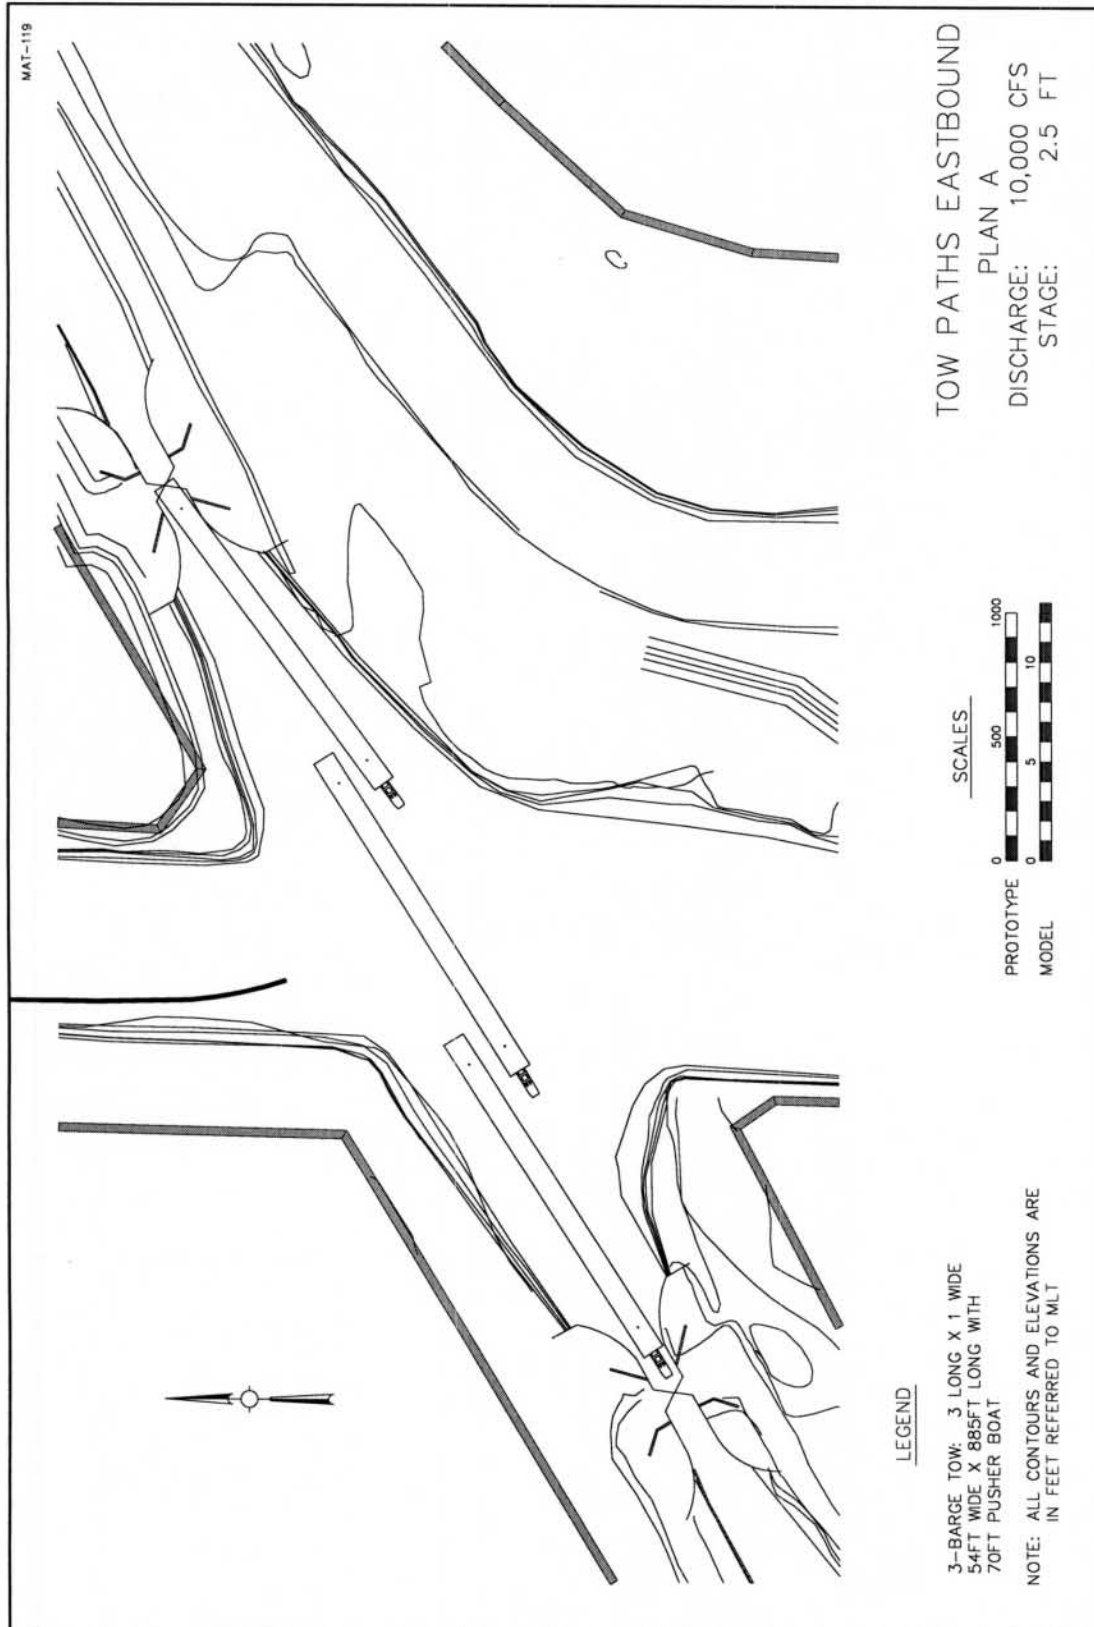 MAT-119
LEGEND
3-BARGE TOW: 3 LONG X 1 WIDE
54FT WIDE X 885FT LONG WITH
70FT PUSHER BOAT
NOTE: ALL CONTOURS AND ELEVATIONS ARE
IN FEET REFERRED TO MLT
SCALES
PROTOTYPE 0 500 1000
MODEL 0 5 10
TOW PATHS EASTBOUND
PLAN A
DISCHARGE: 10,000 CFS
STAGE: 2.5 FT